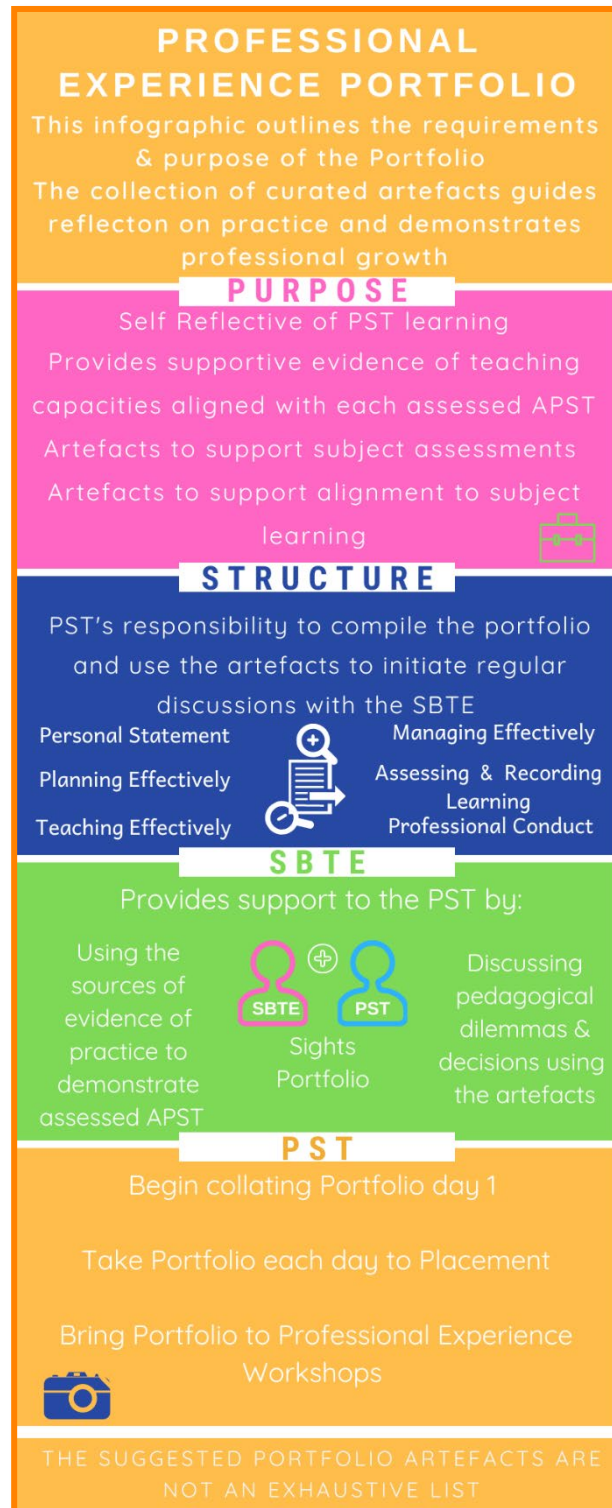 PROFESSIONAL
EXPERIENCE PORTFOLIO
This infographic outlines the requirements
& purpose of the Portfolio
The collection of curated artefacts guides
reflecton on practice and demonstrates
professional growth
PURPOSE
Self Reflective of PST learning
Provides supportive evidence of teaching
capacities aligned with each assessed APST
Artefacts to support subject assessments
Artefacts to support alignment to subject
learning
STRUCTURE
PST's responsibility to compile the portfolio
and use the artefacts to initiate regular
discussions with the SBTE
Personal Statement
Planning Effectively
Teaching Effectively
Managing Effectively
Assessing & Recording
Learning
Professional Conduct
SBTE
Provides support to the PST by:
Using the
sources of
evidence of
practice to
demonstrate
assessed APST
SBTE
PST
Sights
Portfolio
Discussing
pedagogical
dilemmas &
decisions using
the artefacts
PST
Begin collating Portfolio day 1
Take Portfolio each day to Placement
Bring Portfolio to Professional Experience
Workshops
THE SUGGESTED PORTFOLIO ARTEFACTS ARE
NOT AN EXHAUSTIVE LIST